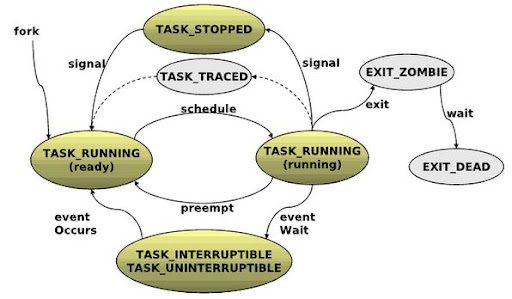 fork
TASK_STOPPED
signal
signal
TASK_TRACED
EXIT_ZOMBIE
schedule
exit
wait
TASK_RUNNING
(ready)
TASK_RUNNING
(running)
EXIT_DEAD
preempt
event
Occurs
event
Wait
TASK_INTERRUPTIBLE
TASK_UNINTERRUPTIBLE